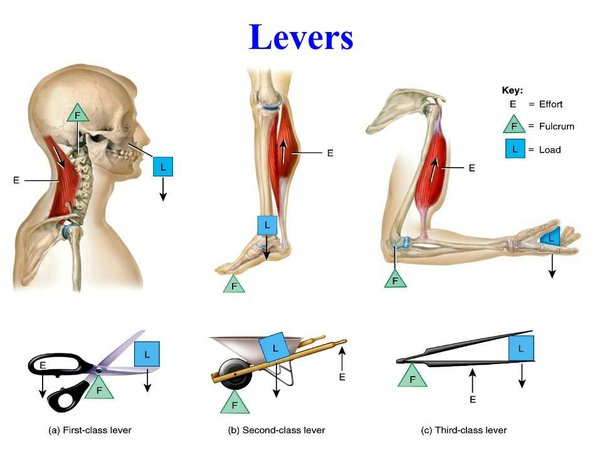 Levers
Key:
E = Effort
F = Fulcrum
L = Load
F
L
E
E
L
F
E
L
F
E
L
F
L
F
E
L
F
E
(a) First-class lever
(b) Second-class lever
(c) Third-class lever